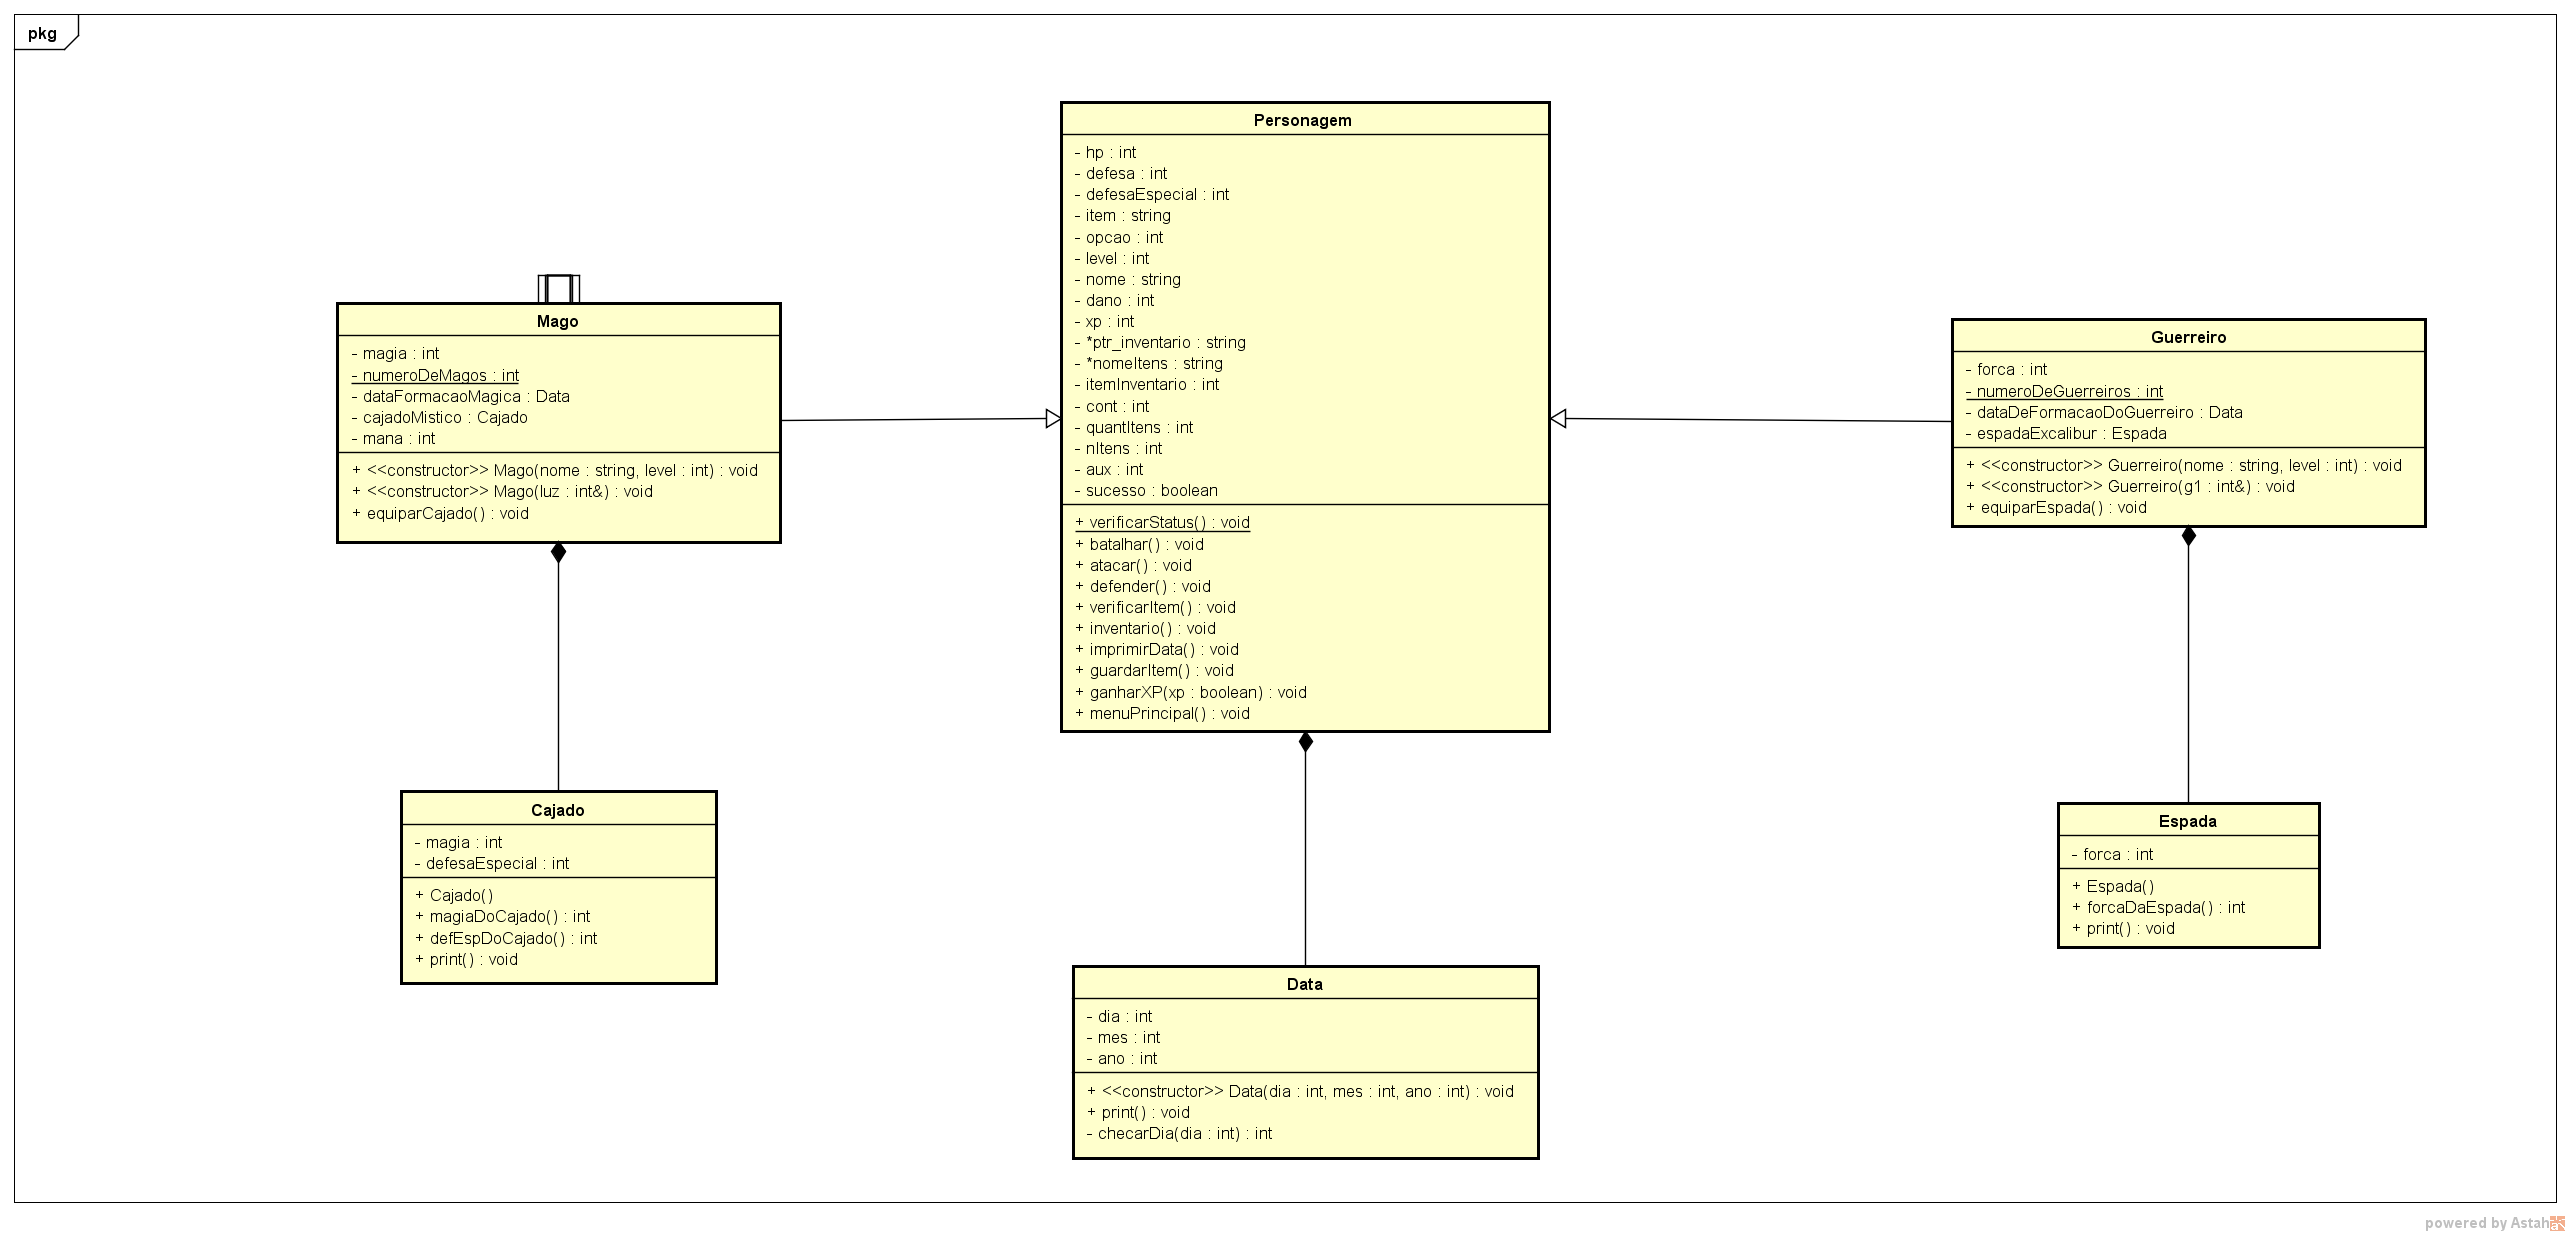 pkg
Personagem
- hp : int
- defesa : int
- defesaEspecial : int
- item : string
- opcao : int
- level : int
- nome : string
- dano : int
- xp : int
- *ptr_inventario : string
- *nomeItens : string
- itemInventario : int
- cont : int
- quantItens : int
- nItens : int
- aux : int
- sucesso : boolean
+ verificarStatus() : void
+ batalhar() : void
+ atacar() : void
+ defender() : void
+ verificarItem() : void
+ inventario() : void
+ imprimirData() : void
+ guardarItem() : void
+ ganharXP(xp : boolean) : void
+ menuPrincipal() : void
Mago
- magia : int
- numeroDeMagos : int
- dataFormacaoMagica : Data
- cajadoMistico : Cajado
- mana : int
+ <<constructor>> Mago(nome : string, level : int) : void
+ <<constructor>> Mago(luz : int&) : void
+ equiparCajado() : void
Guerreiro
- forca : int
- numeroDeGuerreiros : int
- dataDeFormacaoDoGuerreiro : Data
- espadaExcalibur : Espada
+ <<constructor>> Guerreiro(nome : string, level : int) : void
+ <<constructor>> Guerreiro(g1 : int&) : void
+ equiparEspada() : void
Cajado
- magia : int
- defesaEspecial : int
+ Cajado()
+ magiaDoCajado() : int
+ defEspDoCajado() : int
+ print() : void
Espada
- forca : int
+ Espada()
+ forcaDaEspada() : int
+ print() : void
Data
- dia : int
- mes : int
- ano : int
+ <<constructor>> Data(dia : int, mes : int, ano : int) : void
+ print() : void
- checarDia(dia : int) : int
powered by Astah